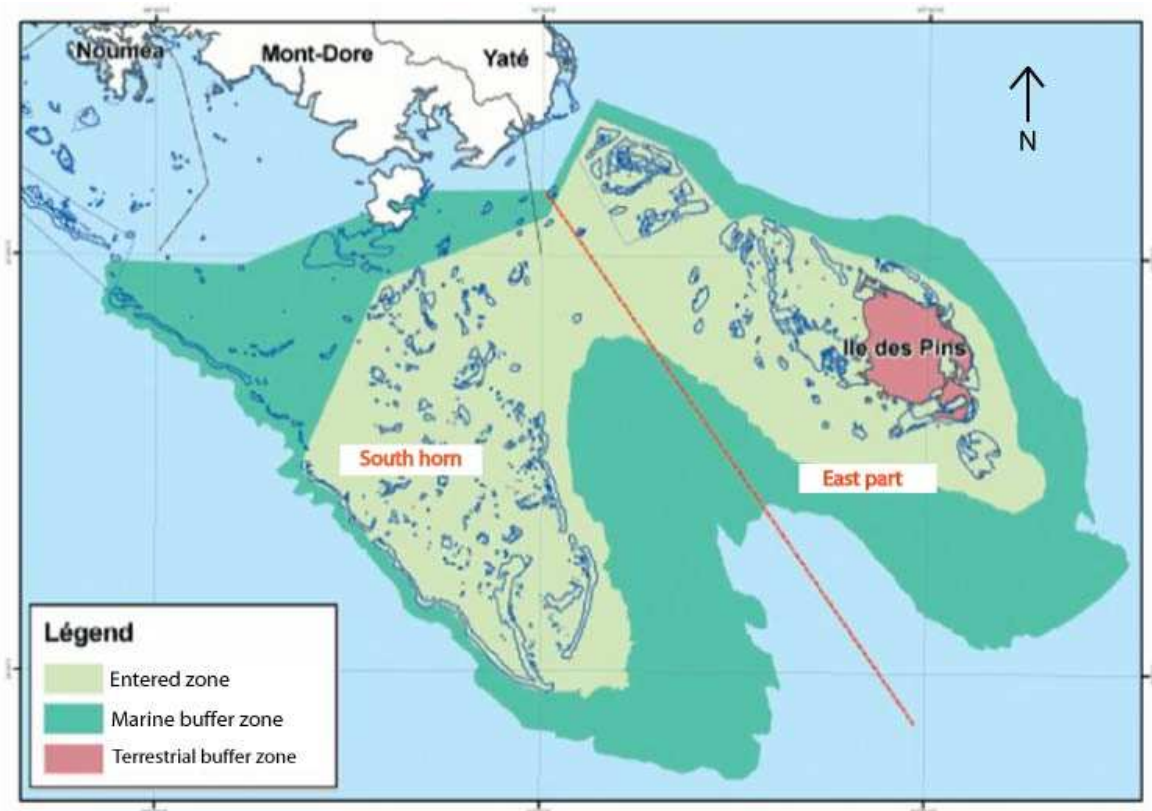 Nouméa
Mont-Dore
Yaté
N
Ile des Pins
South horn
East part
Légend
Entered zone
Marine buffer zone
Terrestrial buffer zone